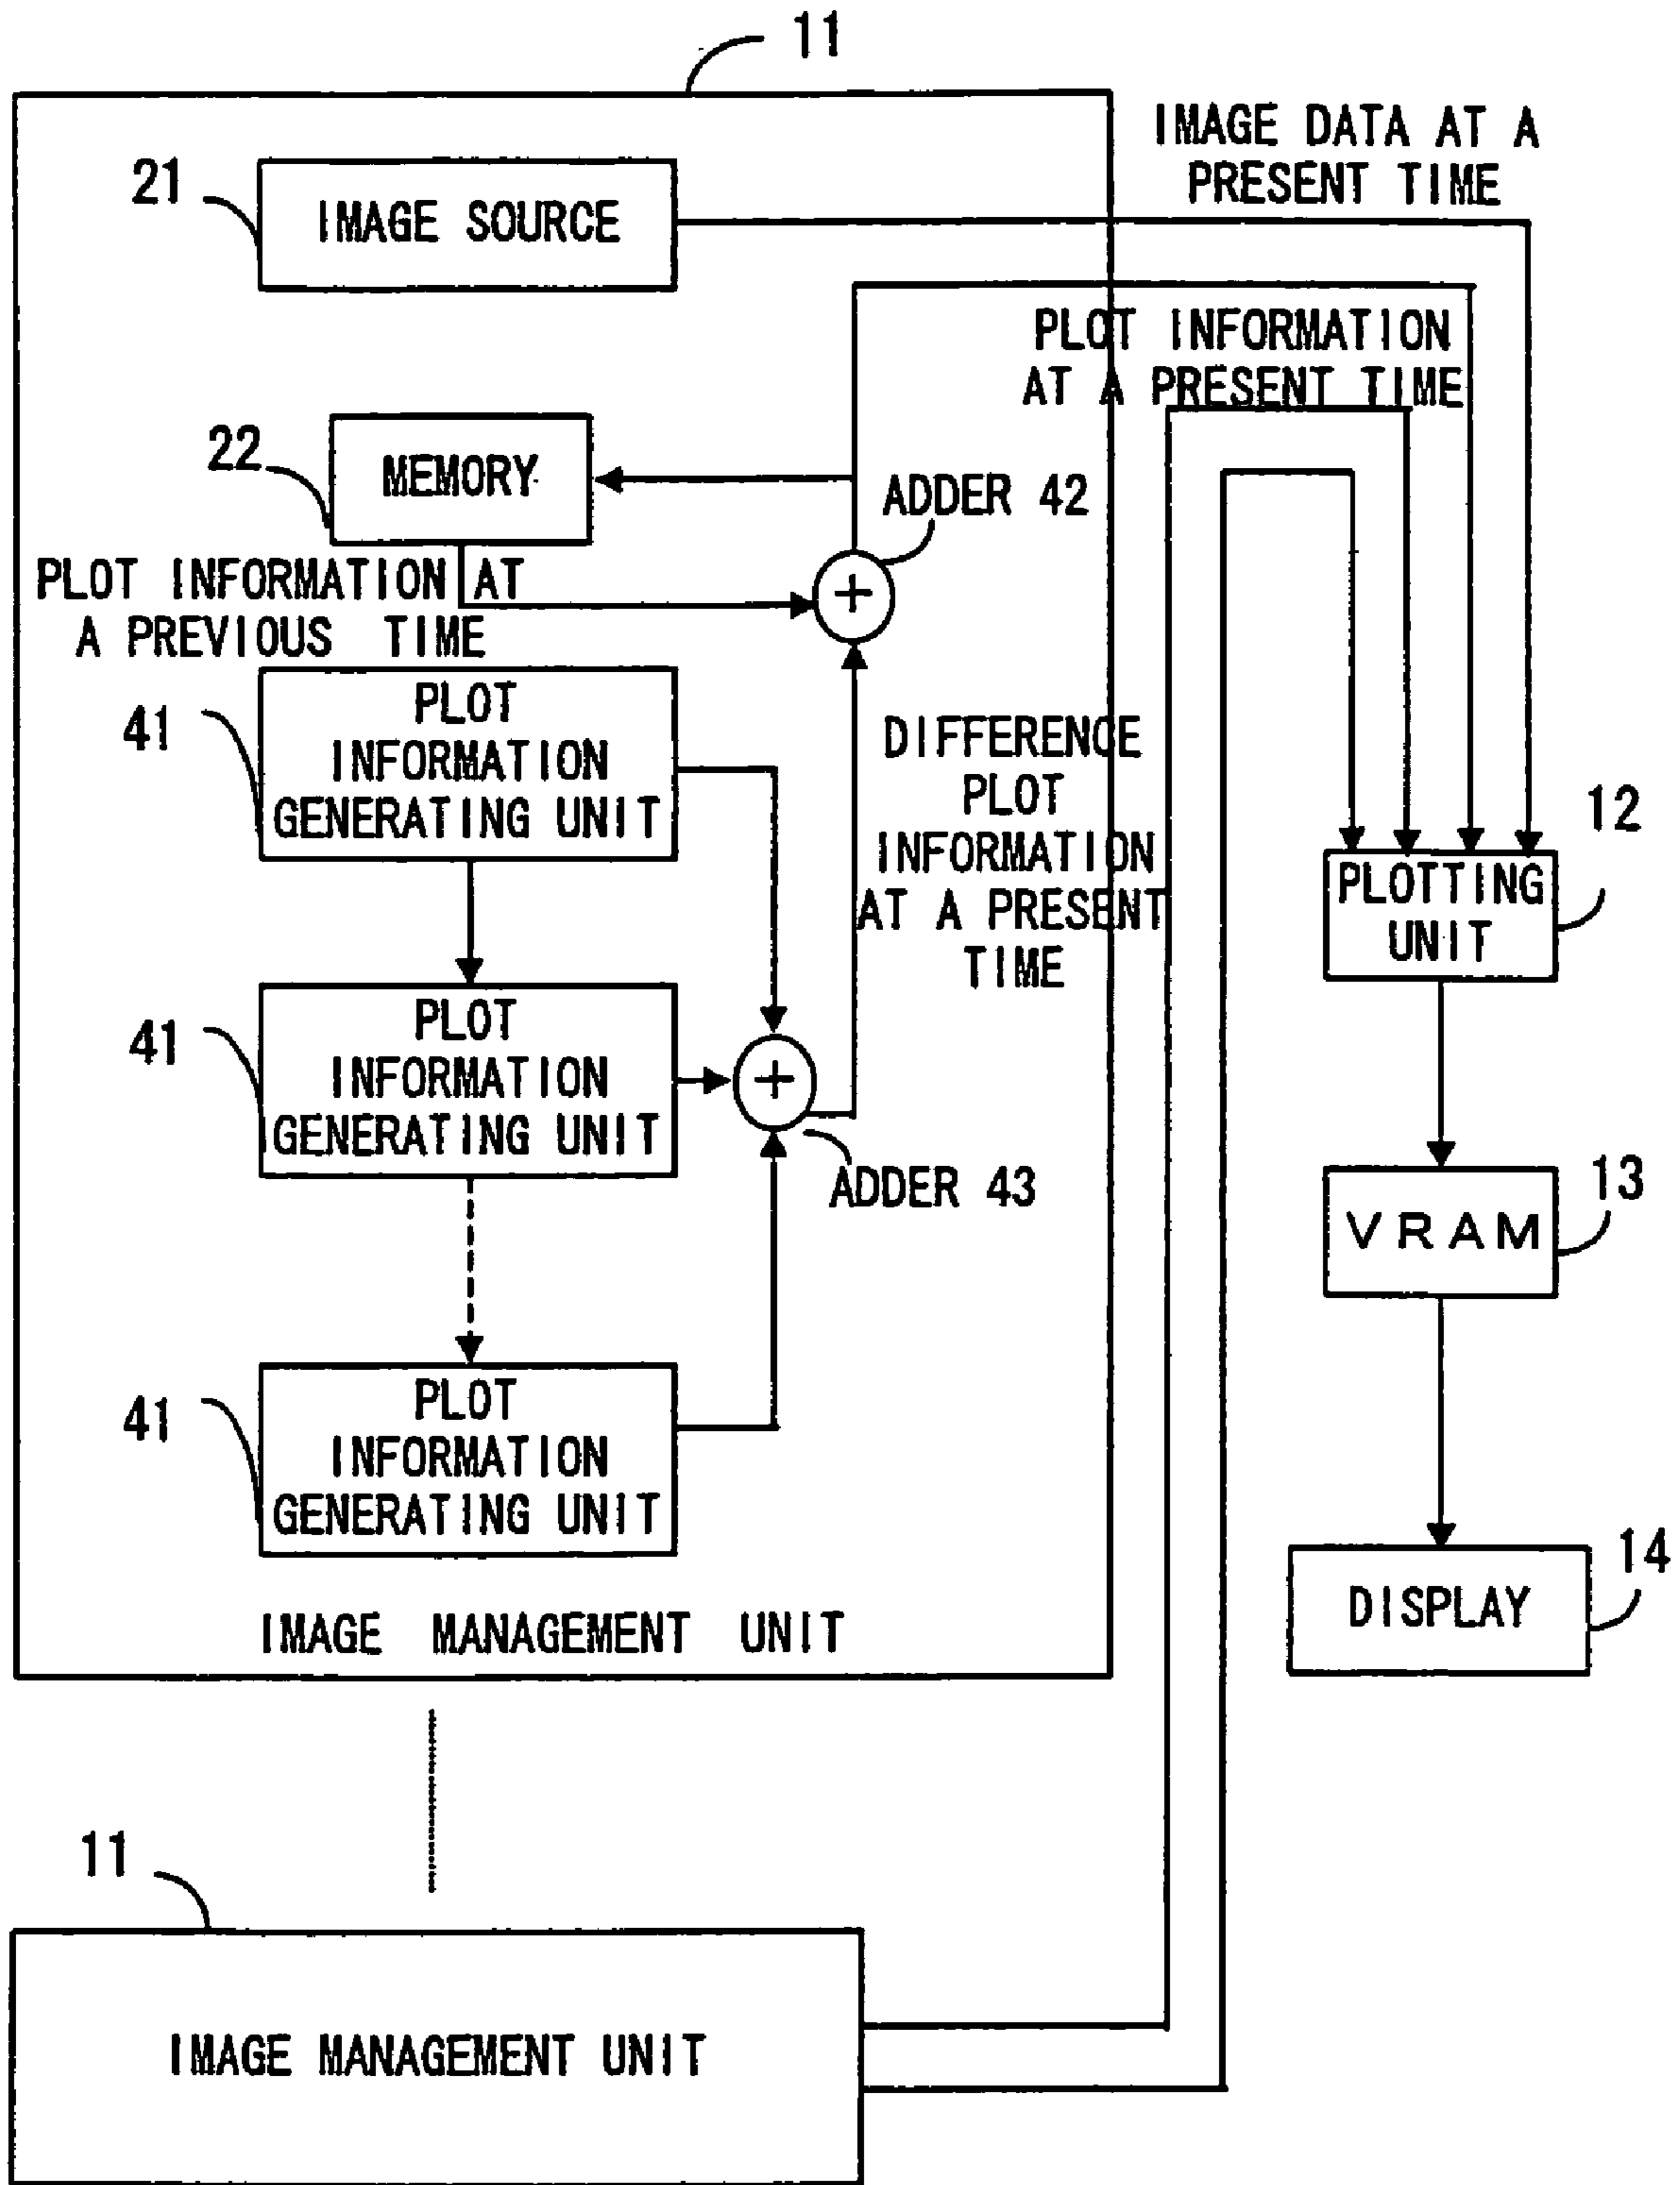 11
IMAGE DATA AT A
PRESENT TIME
21
IMAGE SOURCE
PLOT INFORMATION
AT A PRESENT TIME
22
MEMORY
ADDER 42
+
PLOT INFORMATION AT
A PREVIOUS TIME
41
PLOT
INFORMATION
GENERATING UNIT
DIFFERENCE
PLOT
INFORMATION
AT A PRESENT
TIME
12
PLOTTING
UNIT
41
PLOT
INFORMATION
GENERATING UNIT
+
ADDER 43
13
VRAM
41
PLOT
INFORMATION
GENERATING UNIT
14
DISPLAY
IMAGE MANAGEMENT UNIT
11
IMAGE MANAGEMENT UNIT